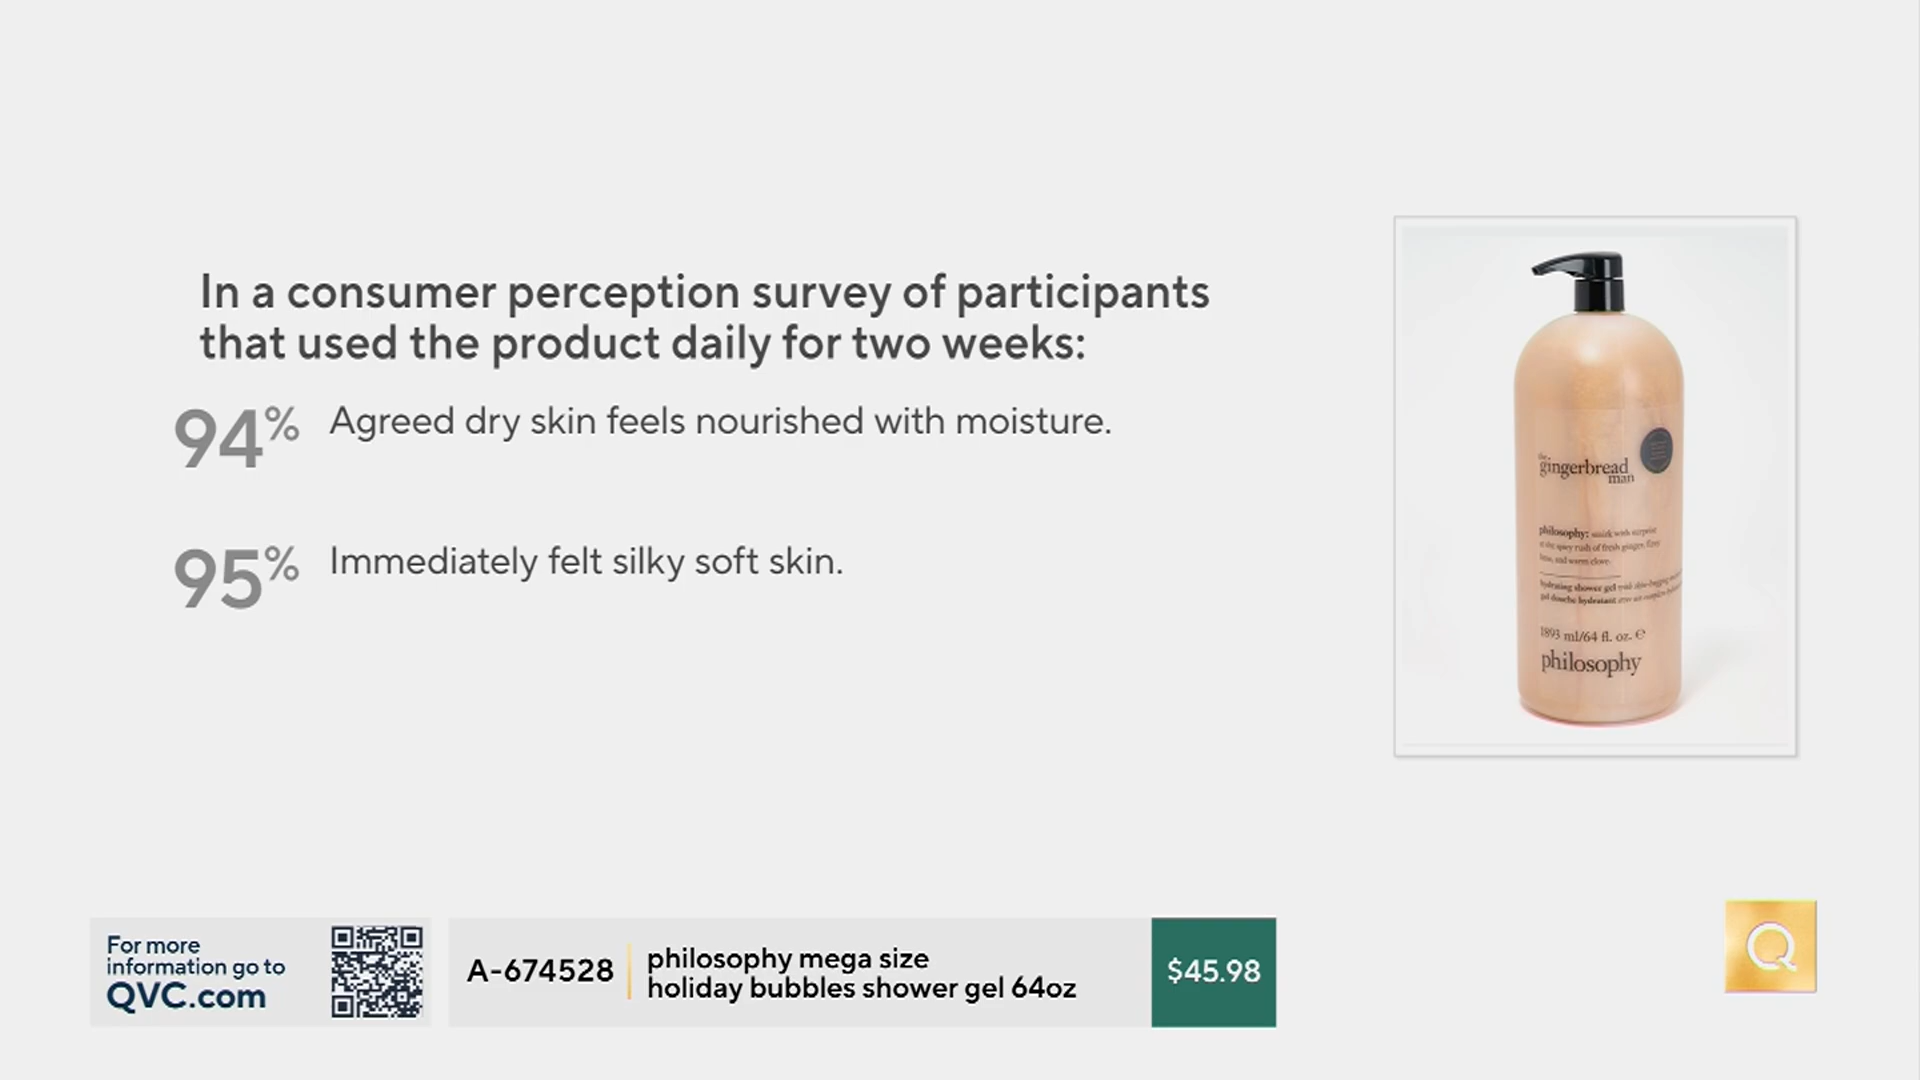 In a consumer perception survey of participants
that used the product daily for two weeks:
94% Agreed dry skin feels nourished with moisture.
95% Immediately felt silky soft skin.
the
gingerbread
man
philosophy:
1893 ml/64 fl. oz. ℮
philosophy
For more
information go to
QVC.com
A-674528
philosophy mega size
holiday bubbles shower gel 64oz
$45.98
Q